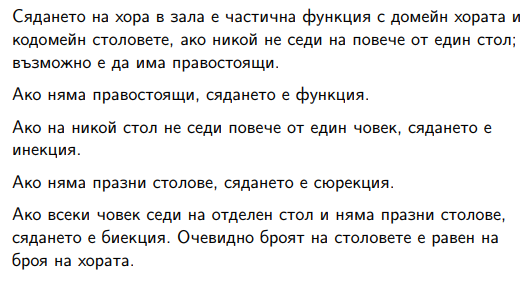 Сядането на хора в зала е частична функция с домейн хората и
кодомейн столовете, ако никой не седи на повече от един стол;
възможно е да има правостоящи.
Ако няма правостоящи, сядането е функция.
Ако на никой стол не седи повече от един човек, сядането е
инекция.
Ако няма празни столове, сядането е сюрекция.
Ако всеки човек седи на отделен стол и няма празни столове,
сядането е биекция. Очевидно броят на столовете е равен на
броя на хората.